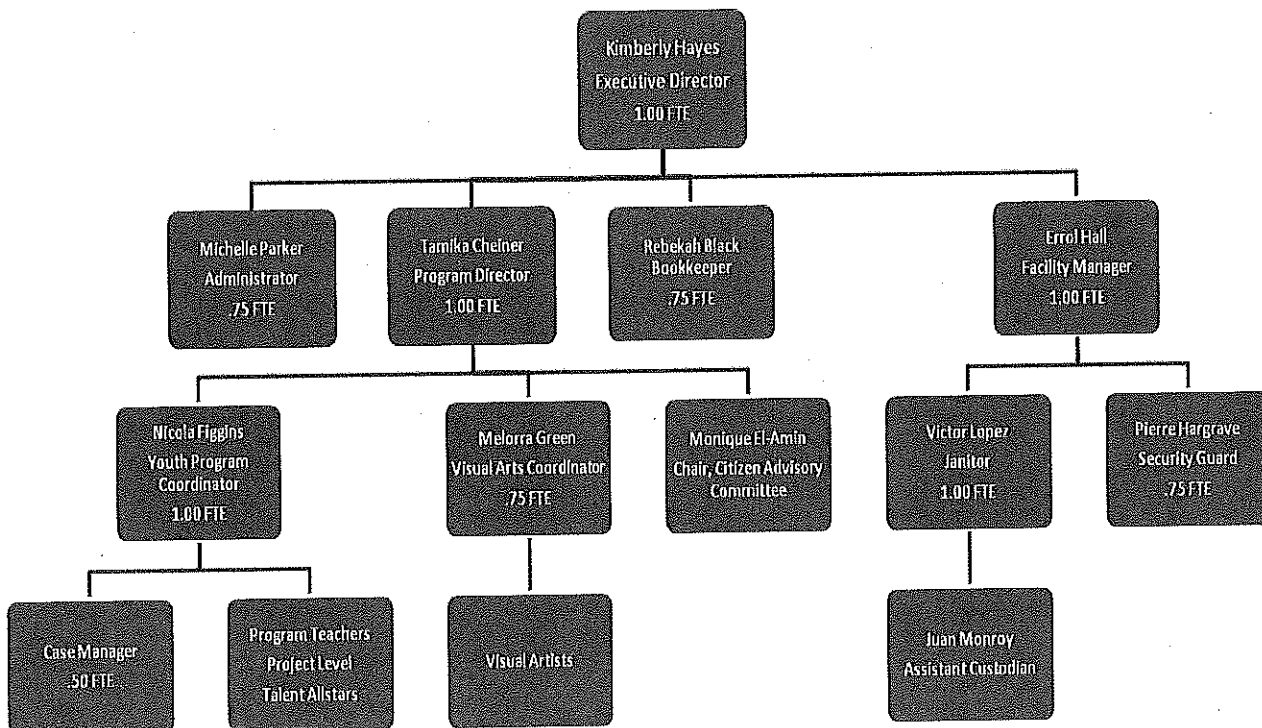 Kimberly Hayes
Executive Director
1.00 FTE
Michelle Parker
Administrator
.75 FTE
Tamika Cheiner
Program Director
1.00 FTE
Rebekah Black
Bookkeeper
.75 FTE
Errol Hall
Facility Manager
1.00 FTE
Nicola Figgins
Youth Program
Coordinator
1.00 FTE
Melorra Green
Visual Arts Coordinator
.75 FTE
Monique El-Amin
Chair, Citizen Advisory
Committee
Victor Lopez
Janitor
1.00 FTE
Pierre Hargrave
Security Guard
.75 FTE
Case Manager
.50 FTE
Program Teachers
Project Level
Talent Allstars
Visual Artists
Juan Monroy
Assistant Custodian